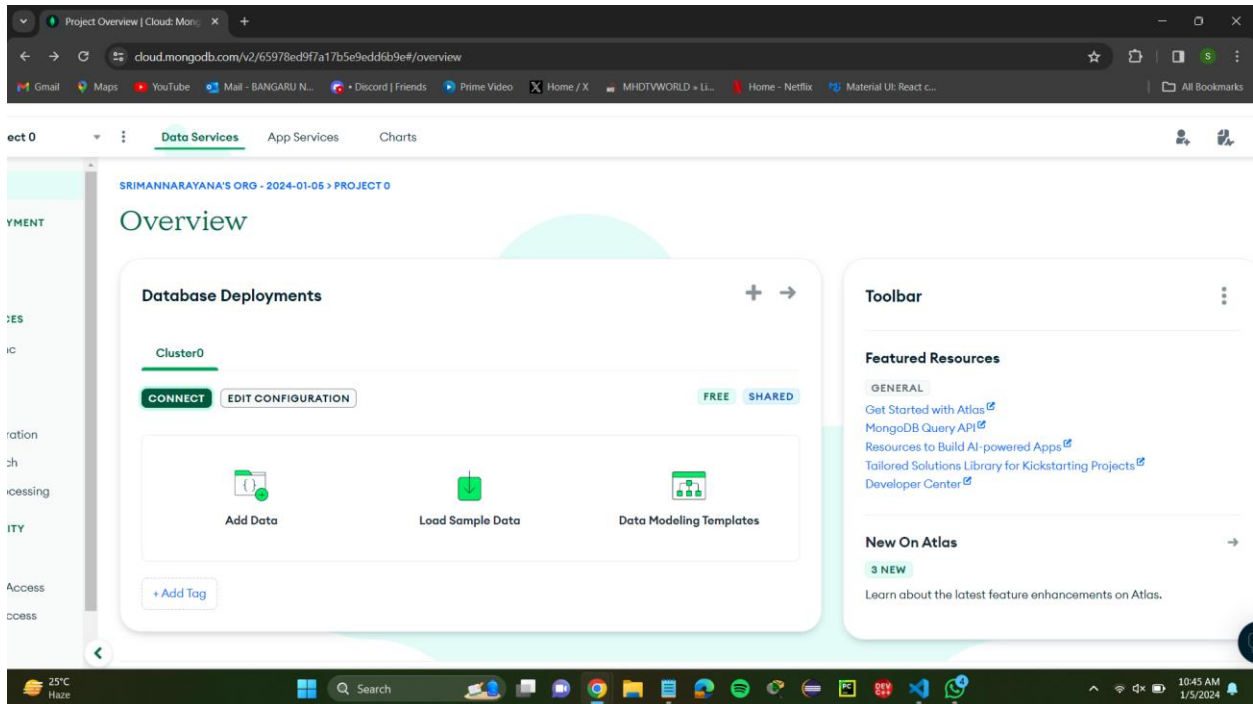 Project Overview | Cloud: Mong
cloud.mongodb.com/v2/65978ed9f7a17b5e9edd6b9e#/overview
S
Gmail Maps YouTube Mail - BANGARU N... • Discord | Friends Prime Video Home / X MHDTVWORLD » Li... Home - Netflix Material UI: React c... All Bookmarks
ect 0 Data Services App Services Charts
SRIMANNARAYANA'S ORG - 2024-01-05 > PROJECT 0
YMENT
Overview
Database Deployments
Toolbar
CES
ic
Cluster0
Featured Resources
CONNECT EDIT CONFIGURATION FREE SHARED
GENERAL
Get Started with Atlas
MongoDB Query API
ration
Resources to Build AI-powered Apps
ch
Tailored Solutions Library for Kickstarting Projects
Developer Center
cessing
Add Data Load Sample Data Data Modeling Templates
ITY
New On Atlas
3 NEW
Access
+ Add Tag
Learn about the latest feature enhancements on Atlas.
ccess
25°C
Haze
Search
PC
DEV
C++
4
10:45 AM
1/5/2024